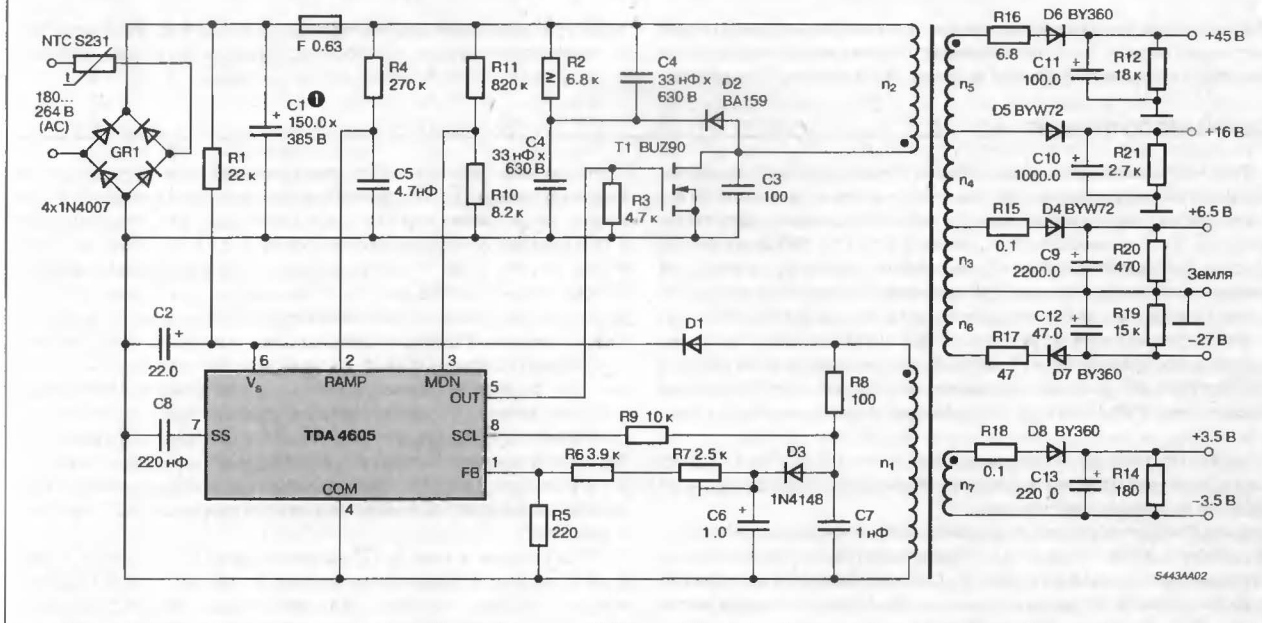 NTC S231
t
180...
264 В
(AC)
GR1
4x1N4007
R1
22 к
F 0.63
C1 ❶
150.0 х
385 В
R4
270 к
C5
4.7нФ
R11
820 к
R10
8.2 к
R2
6.8 к
C4
33 нФ х
630 В
C4
33 нФ х
630 В
D2
BA159
T1 BUZ90
R3
4.7 к
C3
100
n2
n5
n4
n3
n6
R16
6.8
D6 BY360
+45 В
C11
100.0
R12
18 к
D5 BYW72
+16 В
C10
1000.0
R21
2.7 к
R15
0.1
D4 BYW72
+6.5 В
C9
2200.0
R20
470
Земля
C12
47.0
R19
15 к
R17
47
D7 BY360
−27 В
C2
22.0
C8
220 нФ
D1
6
Vs
2
RAMP
3
MDN
5
OUT
7
SS
TDA 4605
8
SCL
1
FB
COM
4
R9 10 к
R8
100
R6 3.9 к
R7 2.5 к
D3
1N4148
R5
220
C6
1.0
C7
1 нФ
n1
n7
R18
0.1
D8 BY360
+3.5 В
C13
220.0
R14
180
−3.5 В
S443AA02